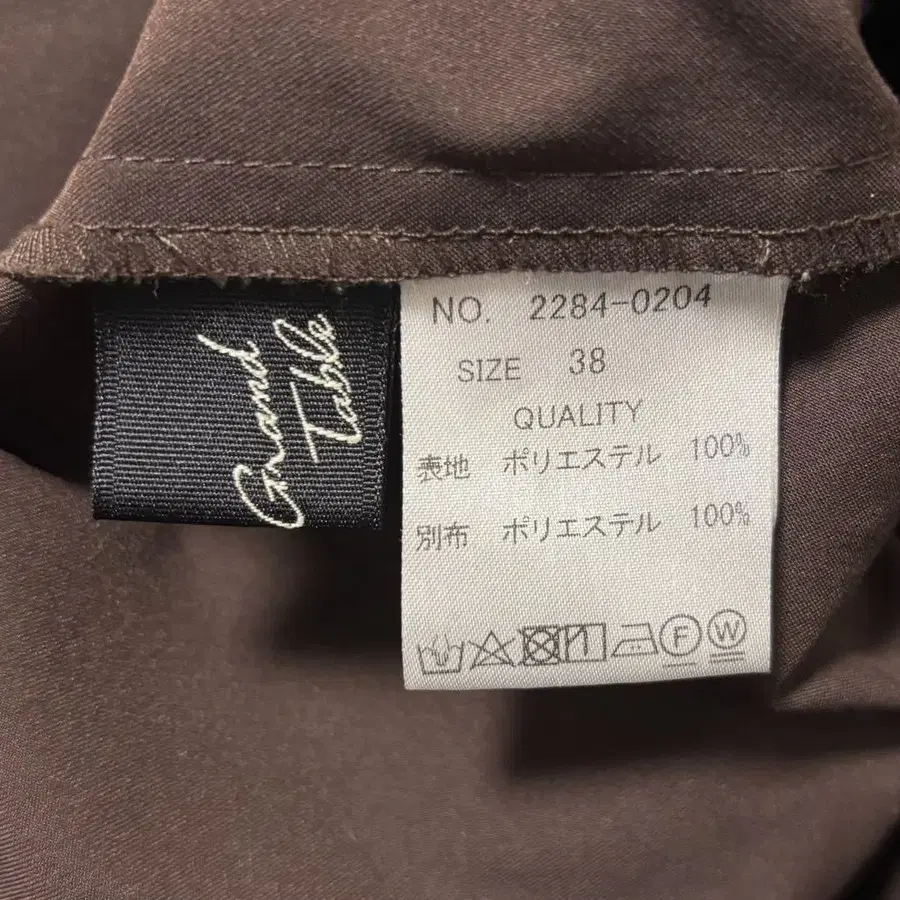 Grand
Table
NO. 2284-0204
SIZE 38
QUALITY
表地 ポリエステル 100%
別布 ポリエステル 100%
F W